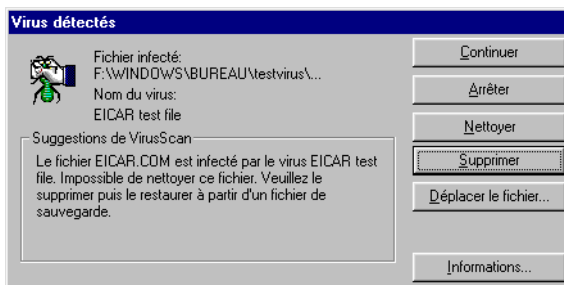 Virus détectés
Fichier infecté:
F:\WINDOWS\BUREAU\testvirus\...
Nom du virus:
EICAR test file
Suggestions de VirusScan
Le fichier EICAR.COM est infecté par le virus EICAR test
file. Impossible de nettoyer ce fichier. Veuillez le
supprimer puis le restaurer à partir d'un fichier de
sauvegarde.
Continuer
Arrêter
Nettoyer
Supprimer
Déplacer le fichier...
Informations...